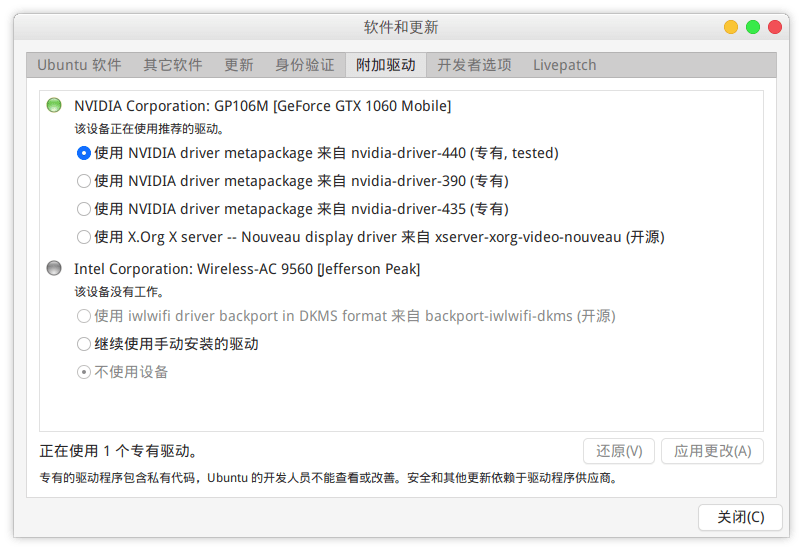 软件和更新
Ubuntu 软件 其它软件 更新 身份验证 附加驱动 开发者选项 Livepatch
NVIDIA Corporation: GP106M [GeForce GTX 1060 Mobile]
该设备正在使用推荐的驱动。
使用 NVIDIA driver metapackage 来自 nvidia-driver-440 (专有, tested)
使用 NVIDIA driver metapackage 来自 nvidia-driver-390 (专有)
使用 NVIDIA driver metapackage 来自 nvidia-driver-435 (专有)
使用 X.Org X server -- Nouveau display driver 来自 xserver-xorg-video-nouveau (开源)
Intel Corporation: Wireless-AC 9560 [Jefferson Peak]
该设备没有工作。
使用 iwlwifi driver backport in DKMS format 来自 backport-iwlwifi-dkms (开源)
继续使用手动安装的驱动
不使用设备
正在使用 1 个专有驱动。 还原(V) 应用更改(A)
专有的驱动程序包含私有代码，Ubuntu 的开发人员不能查看或改善。安全和其他更新依赖于驱动程序供应商。
关闭(C)